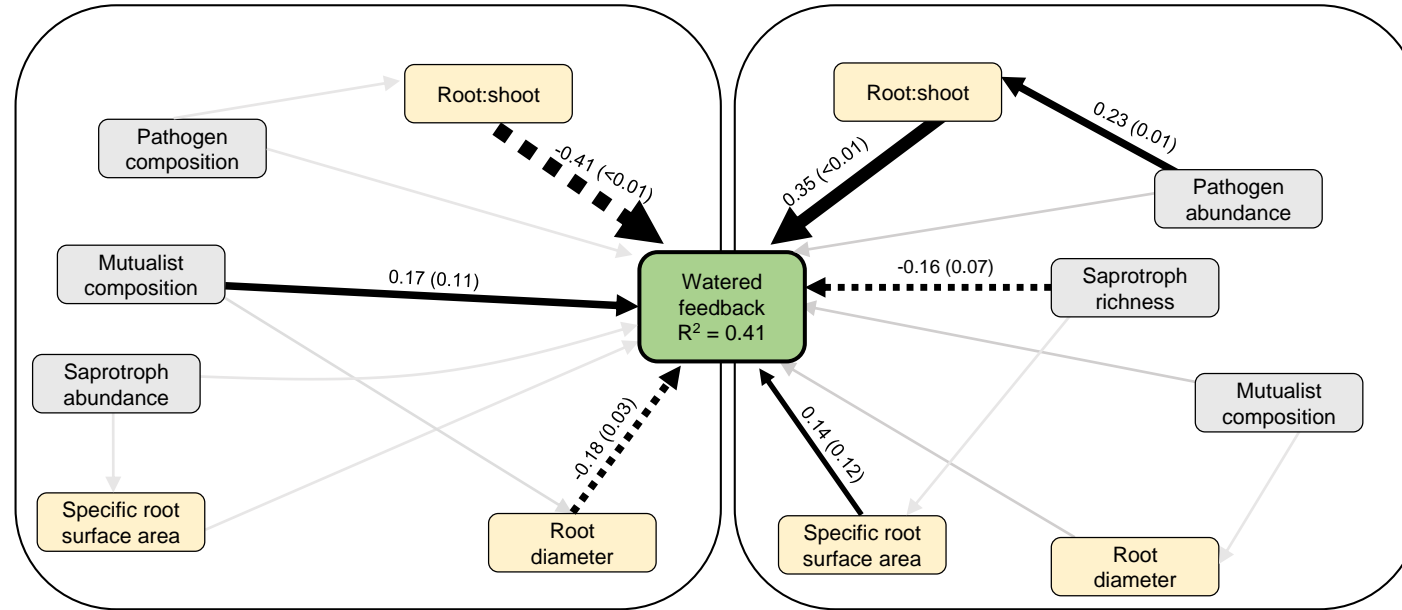 Root:shoot
Pathogen
composition
-0.41 (<0.01)
Mutualist
composition
0.17 (0.11)
Saprotroph
abundance
Specific root
surface area
-0.18 (0.03)
Root
diameter
Watered
feedback
R² = 0.41
Root:shoot
0.23 (0.01)
0.35 (<0.01)
Pathogen
abundance
-0.16 (0.07)
Saprotroph
richness
Mutualist
composition
0.14 (0.12)
Specific root
surface area
Root
diameter